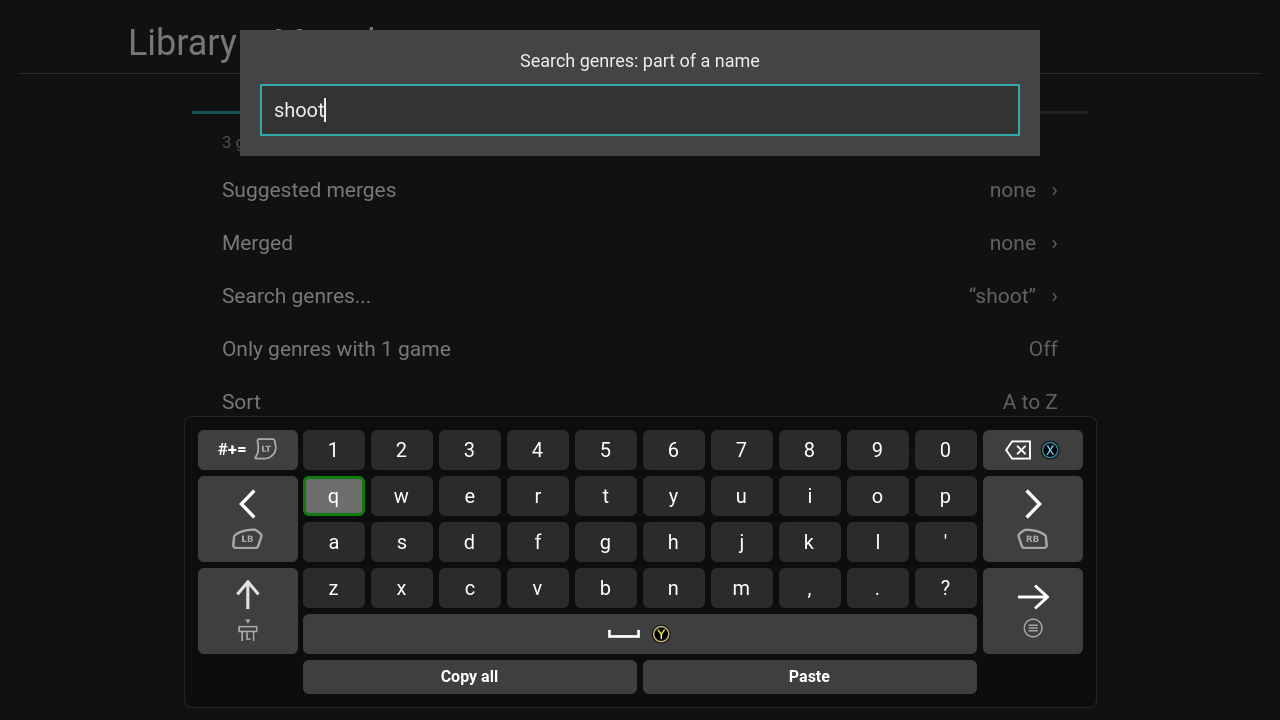 Library
Search genres: part of a name
shoot
3 g
Suggested merges none ›
Merged none ›
Search genres... “shoot” ›
Only genres with 1 game Off
Sort A to Z
#+= LT 1 2 3 4 5 6 7 8 9 0 X
LB q w e r t y u i o p RB
a s d f g h j k l '
z x c v b n m , . ?
Y
Copy all Paste